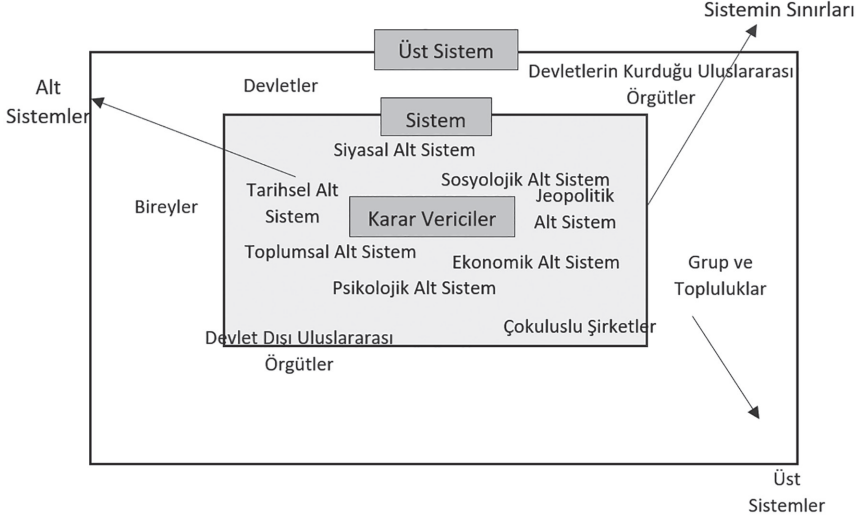 Sistemin Sınırları
Üst Sistem
Devletlerin Kurduğu Uluslararası
Örgütler
Devletler
Alt
Sistemler
Sistem
Siyasal Alt Sistem
Sosyolojik Alt Sistem
Tarihsel Alt
Sistem
Jeopolitik
Alt Sistem
Bireyler
Karar Vericiler
Toplumsal Alt Sistem
Ekonomik Alt Sistem
Psikolojik Alt Sistem
Grup ve
Topluluklar
Çokuluslu Şirketler
Devlet Dışı Uluslararası
Örgütler
Üst
Sistemler